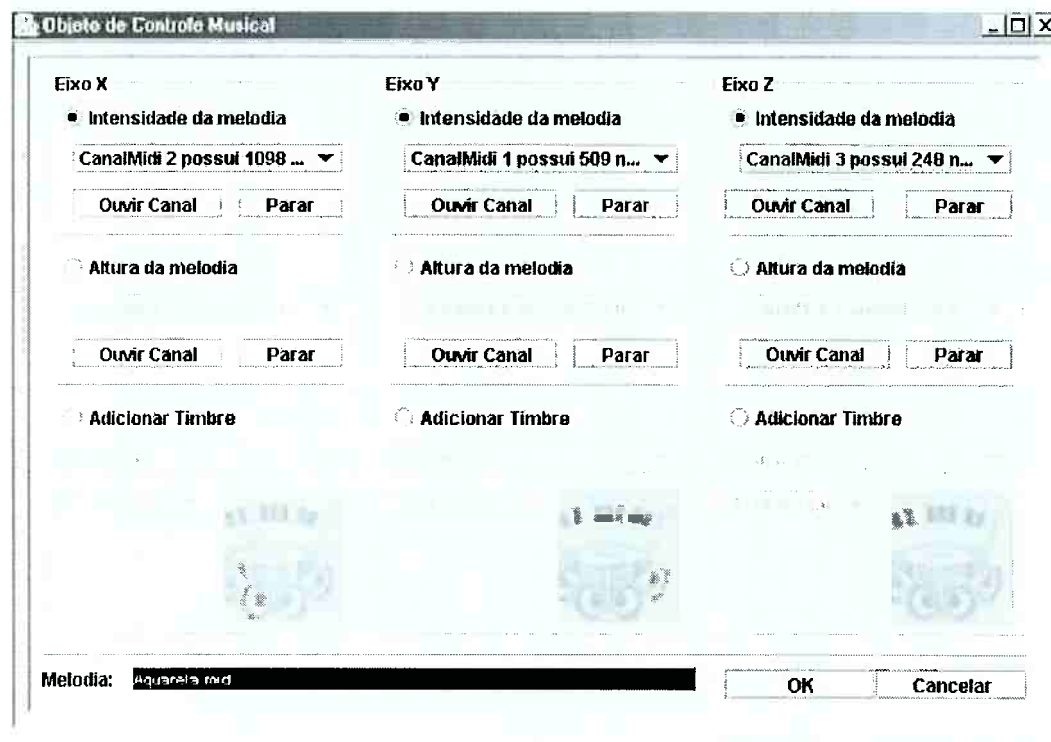 Objeto de Controle Musical
Eixo X
Intensidade da melodia
CanalMidi 2 possui 1098 ...
Ouvir Canal Parar
Altura da melodia
Ouvir Canal Parar
Adicionar Timbre
Eixo Y
Intensidade da melodia
CanalMidi 1 possui 509 n...
Ouvir Canal Parar
Altura da melodia
Ouvir Canal Parar
Adicionar Timbre
Eixo Z
Intensidade da melodia
CanalMidi 3 possui 248 n...
Ouvir Canal Parar
Altura da melodia
Ouvir Canal Parar
Adicionar Timbre
Melodia: Aquarela mid
OK Cancelar